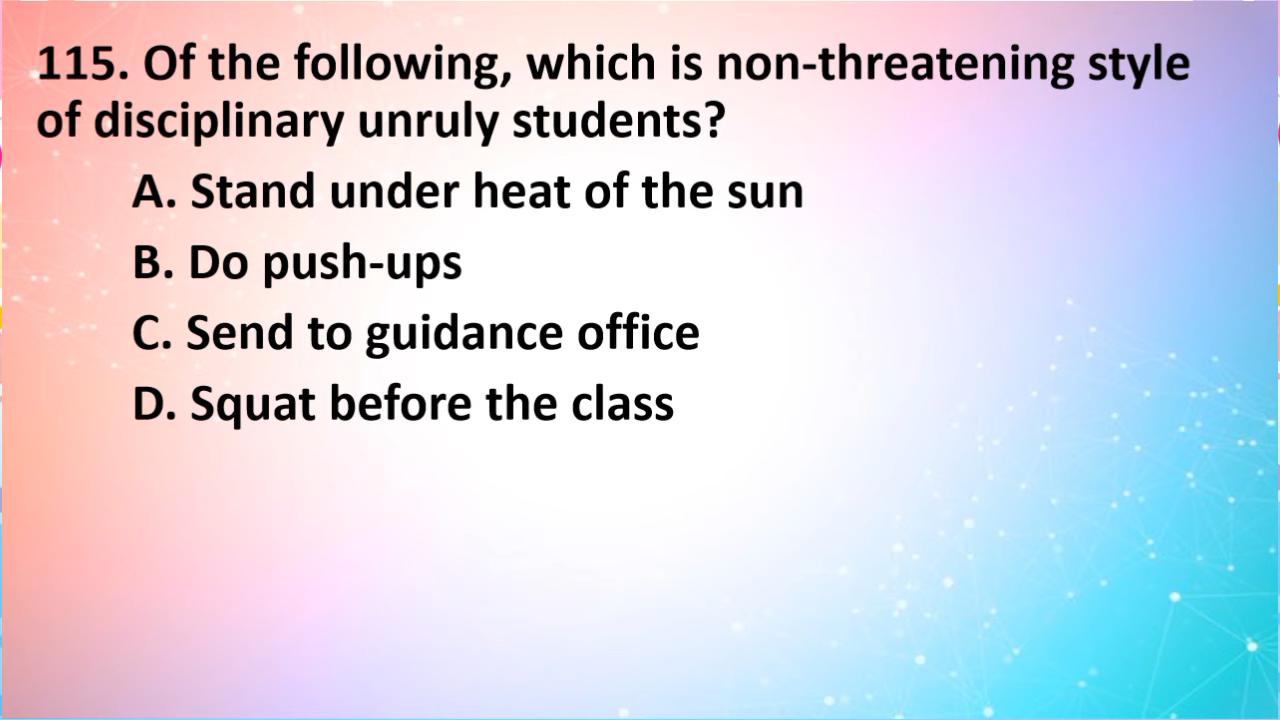 115. Of the following, which is non-threatening style
of disciplinary unruly students?
A. Stand under heat of the sun
B. Do push-ups
C. Send to guidance office
D. Squat before the class